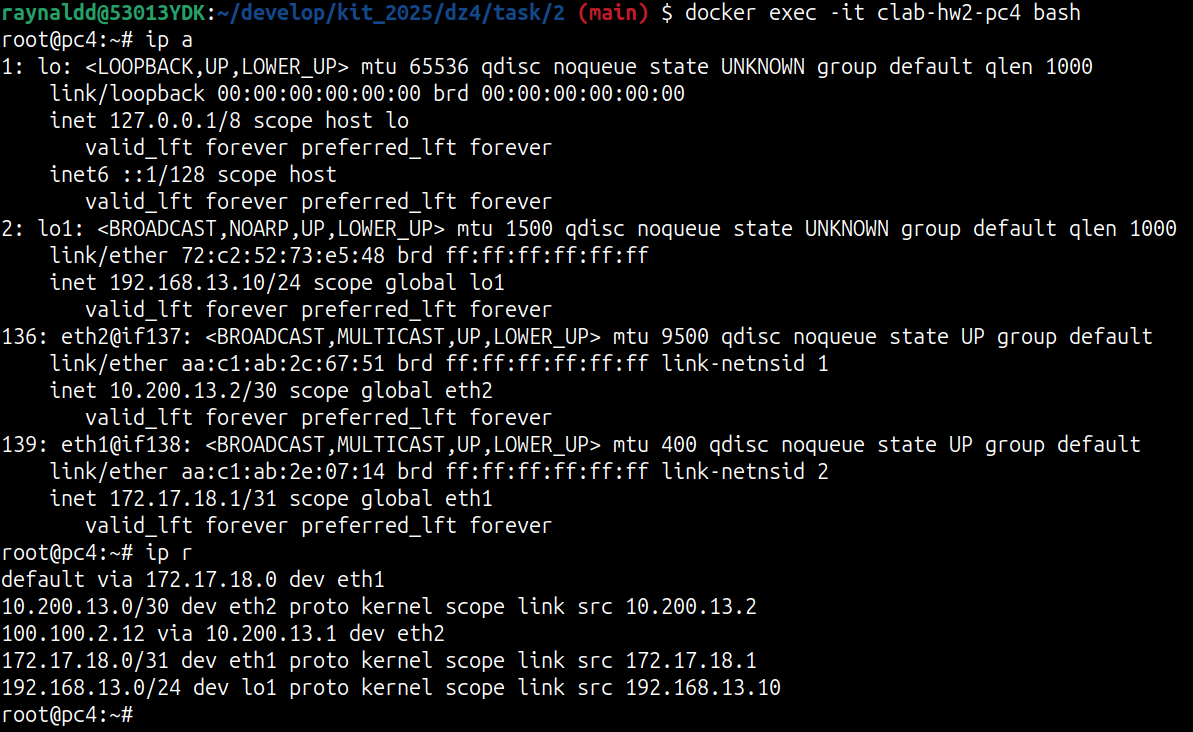 raynaldd@53013YDK:~/develop/kit_2025/dz4/task/2 (main) $ docker exec -it clab-hw2-pc4 bash
root@pc4:~# ip a
1: lo: <LOOPBACK,UP,LOWER_UP> mtu 65536 qdisc noqueue state UNKNOWN group default qlen 1000
    link/loopback 00:00:00:00:00:00 brd 00:00:00:00:00:00
    inet 127.0.0.1/8 scope host lo
       valid_lft forever preferred_lft forever
    inet6 ::1/128 scope host
       valid_lft forever preferred_lft forever
2: lo1: <BROADCAST,NOARP,UP,LOWER_UP> mtu 1500 qdisc noqueue state UNKNOWN group default qlen 1000
    link/ether 72:c2:52:73:e5:48 brd ff:ff:ff:ff:ff:ff
    inet 192.168.13.10/24 scope global lo1
       valid_lft forever preferred_lft forever
136: eth2@if137: <BROADCAST,MULTICAST,UP,LOWER_UP> mtu 9500 qdisc noqueue state UP group default
    link/ether aa:c1:ab:2c:67:51 brd ff:ff:ff:ff:ff:ff link-netnsid 1
    inet 10.200.13.2/30 scope global eth2
       valid_lft forever preferred_lft forever
139: eth1@if138: <BROADCAST,MULTICAST,UP,LOWER_UP> mtu 400 qdisc noqueue state UP group default
    link/ether aa:c1:ab:2e:07:14 brd ff:ff:ff:ff:ff:ff link-netnsid 2
    inet 172.17.18.1/31 scope global eth1
       valid_lft forever preferred_lft forever
root@pc4:~# ip r
default via 172.17.18.0 dev eth1
10.200.13.0/30 dev eth2 proto kernel scope link src 10.200.13.2
100.100.2.12 via 10.200.13.1 dev eth2
172.17.18.0/31 dev eth1 proto kernel scope link src 172.17.18.1
192.168.13.0/24 dev lo1 proto kernel scope link src 192.168.13.10
root@pc4:~#